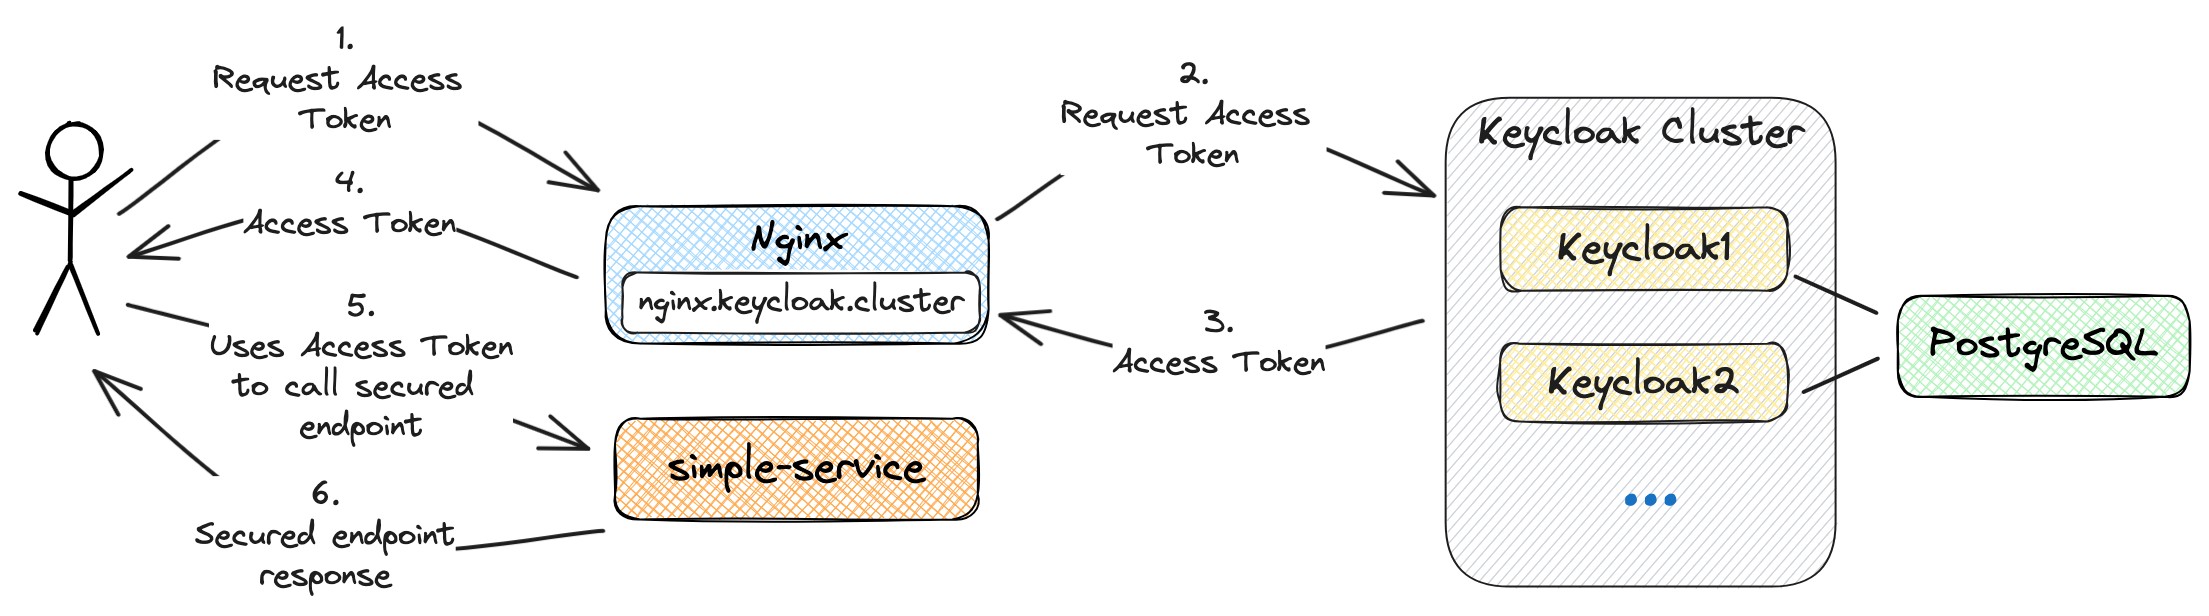 1.
Request Access
Token
2.
Request Access
Token
Keycloak Cluster
4.
Access Token
Nginx
nginx.keycloak.cluster
Keycloak1
3.
Access Token
Keycloak2
PostgreSQL
5.
Uses Access Token
to call secured
endpoint
simple-service
...
6.
Secured endpoint
response